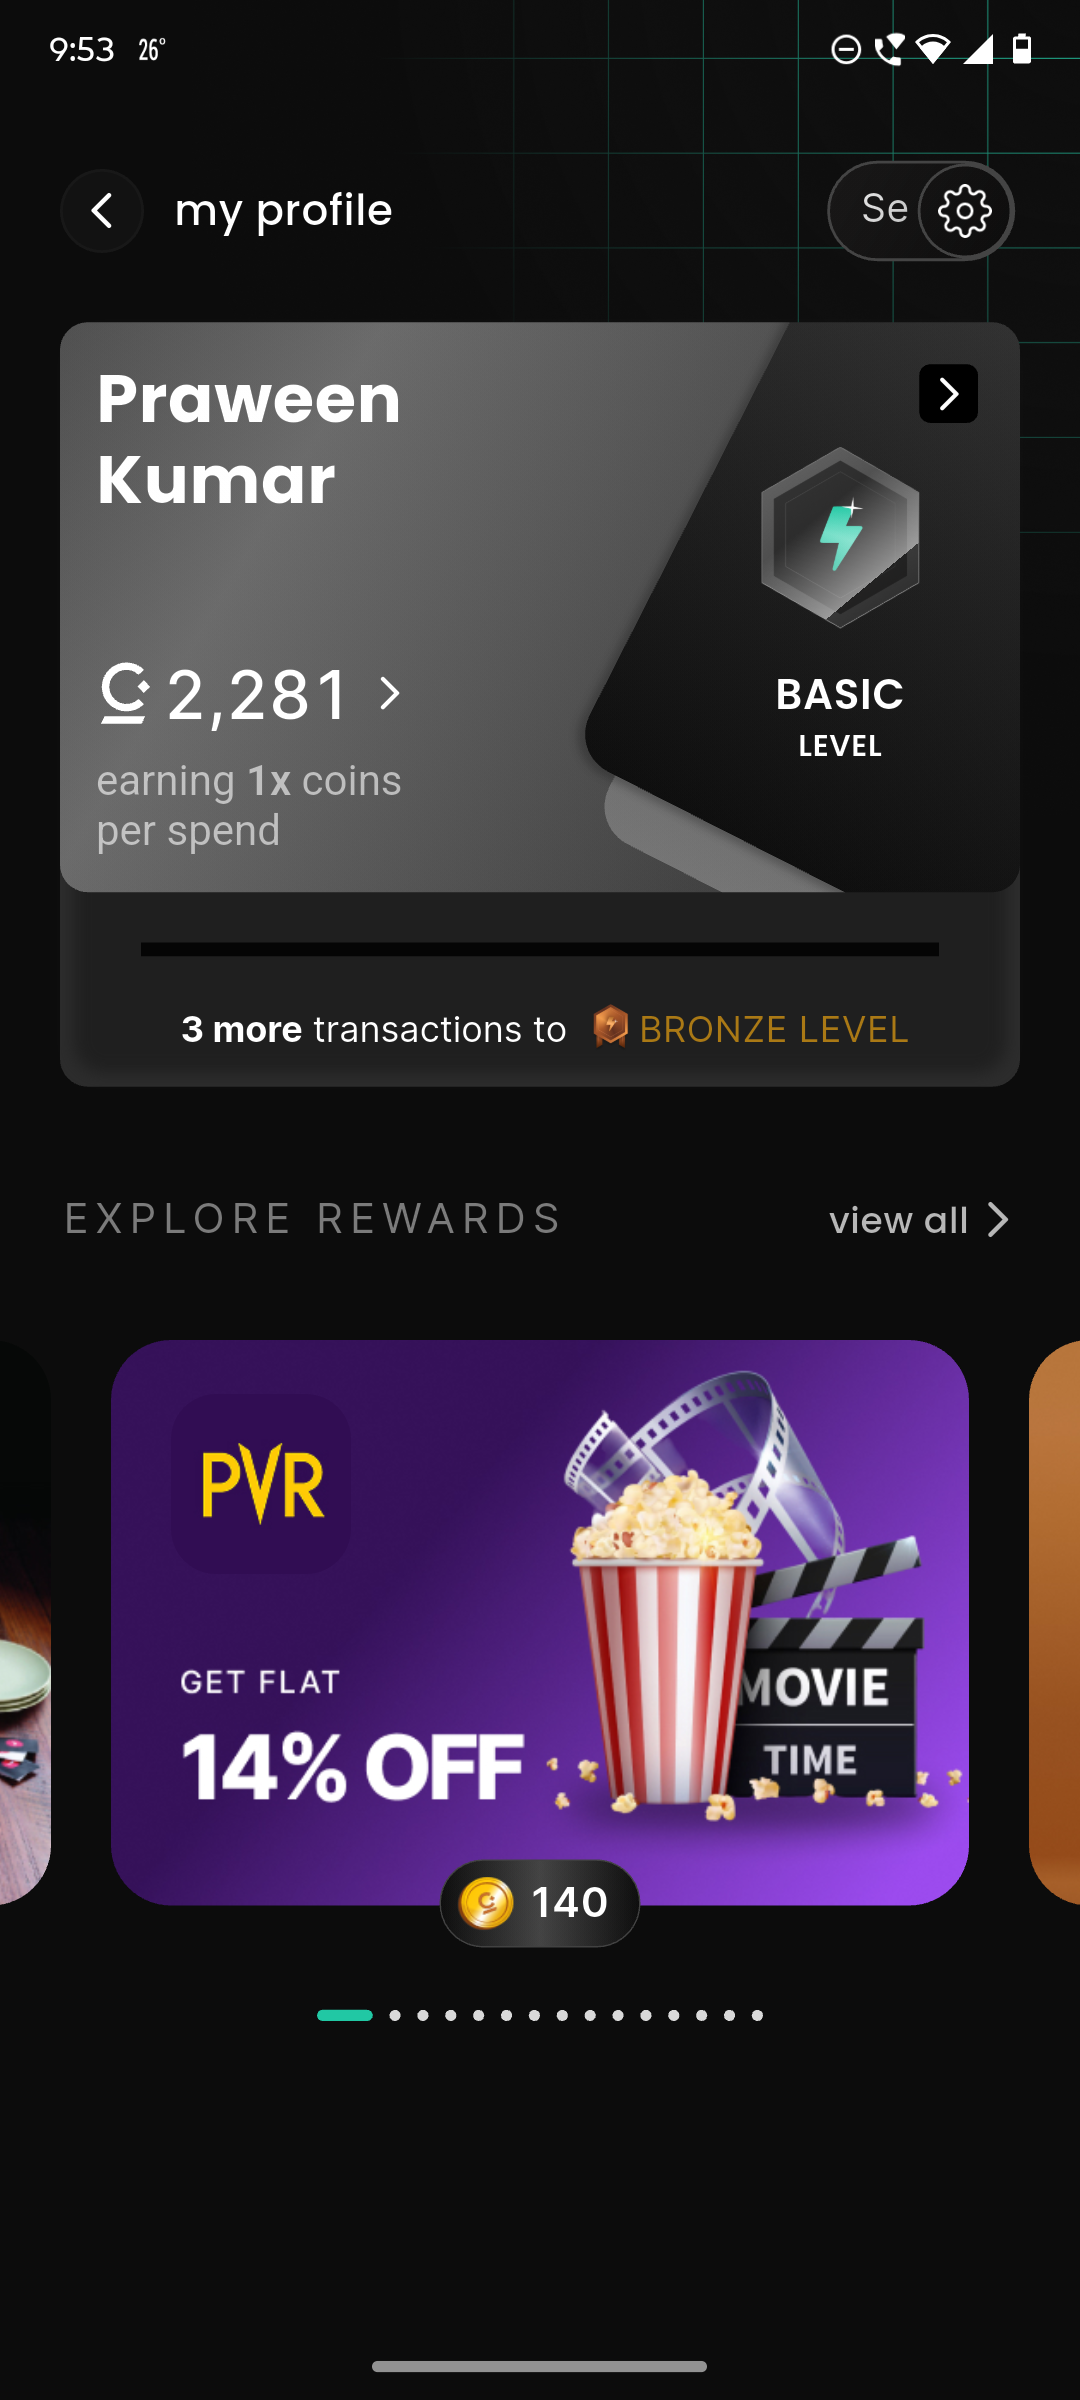 9:53 26°
my profile
Se
Praween
Kumar
2,281
earning 1x coins
per spend
BASIC
LEVEL
3 more transactions to BRONZE LEVEL
EXPLORE REWARDS
view all
PVR
GET FLAT
14% OFF
MOVIE
TIME
140